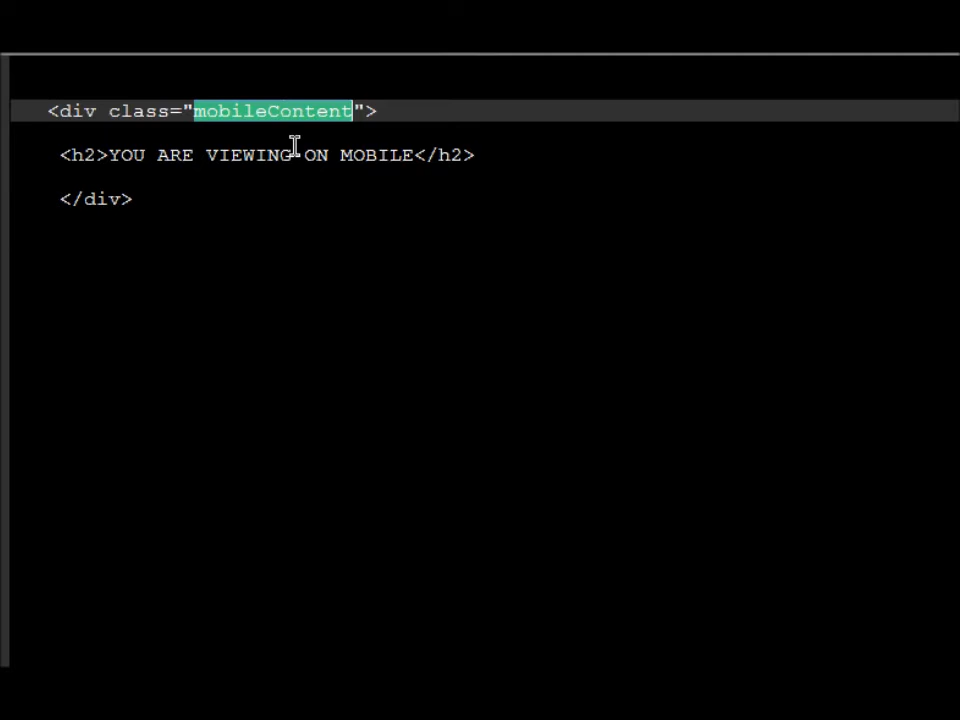 <div class="mobileContent">
<h2>YOU ARE VIEWING ON MOBILE</h2>
</div>